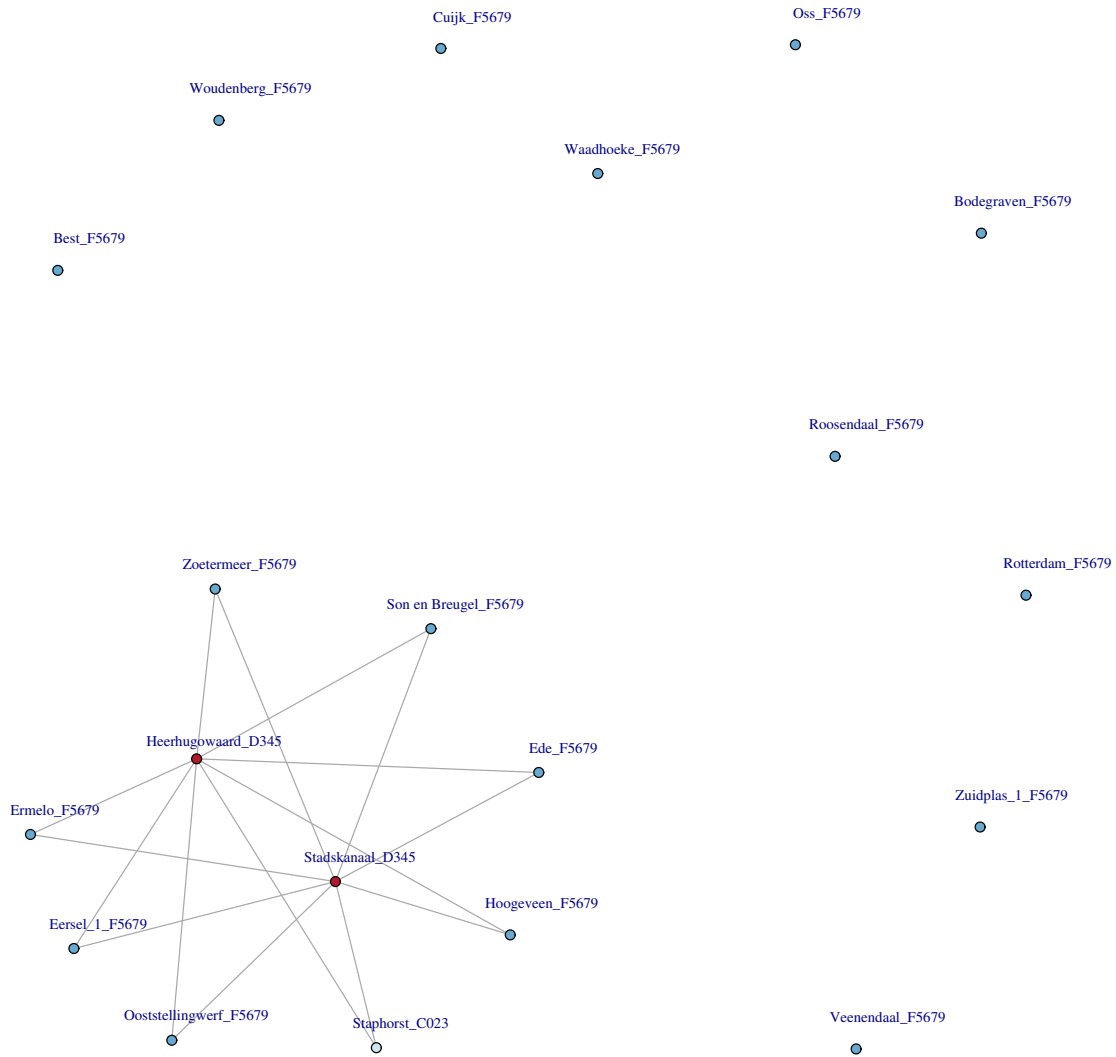 Cuijk_F5679
Oss_F5679
Woudenberg_F5679
Waadhoeke_F5679
Bodegraven_F5679
Best_F5679
Roosendaal_F5679
Zoetermeer_F5679
Rotterdam_F5679
Son en Breugel_F5679
Heerhugowaard_D345
Ede_F5679
Zuidplas_1_F5679
Ermelo_F5679
Stadskanaal_D345
Hoogeveen_F5679
Eersel_1_F5679
Ooststellingwerf_F5679
Staphorst_C023
Veenendaal_F5679